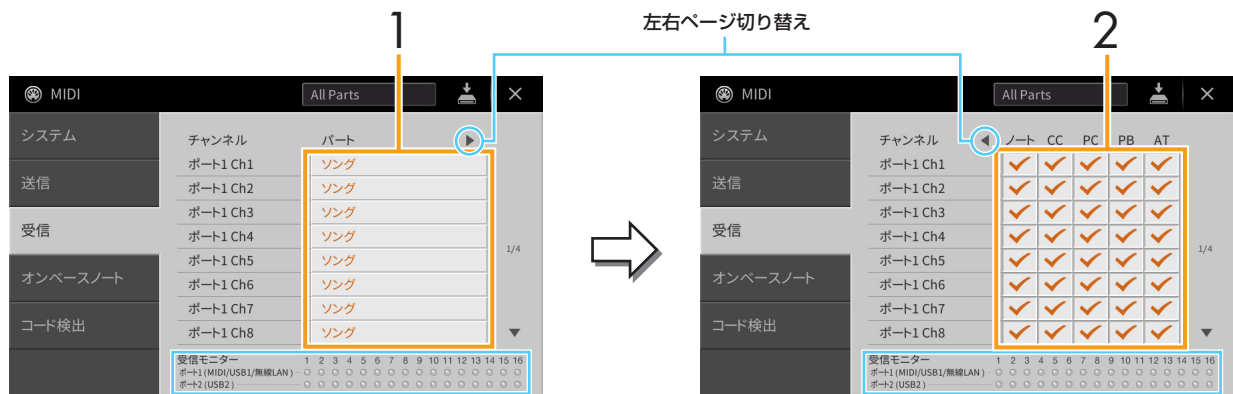 1
左右ページ切り替え
2
MIDI
All Parts
システム
送信
受信
オンベースノート
コード検出
チャンネル パート
ポート1 Ch1 ソング
ポート1 Ch2 ソング
ポート1 Ch3 ソング
ポート1 Ch4 ソング
ポート1 Ch5 ソング
ポート1 Ch6 ソング
ポート1 Ch7 ソング
ポート1 Ch8 ソング
1/4
受信モニター 1 2 3 4 5 6 7 8 9 10 11 12 13 14 15 16
ポート1 (MIDI/USB1/無線LAN)
ポート2 (USB2)
MIDI
All Parts
システム
送信
受信
オンベースノート
コード検出
チャンネル ノート CC PC PB AT
ポート1 Ch1
ポート1 Ch2
ポート1 Ch3
ポート1 Ch4
ポート1 Ch5
ポート1 Ch6
ポート1 Ch7
ポート1 Ch8
1/4
受信モニター 1 2 3 4 5 6 7 8 9 10 11 12 13 14 15 16
ポート1 (MIDI/USB1/無線LAN)
ポート2 (USB2)